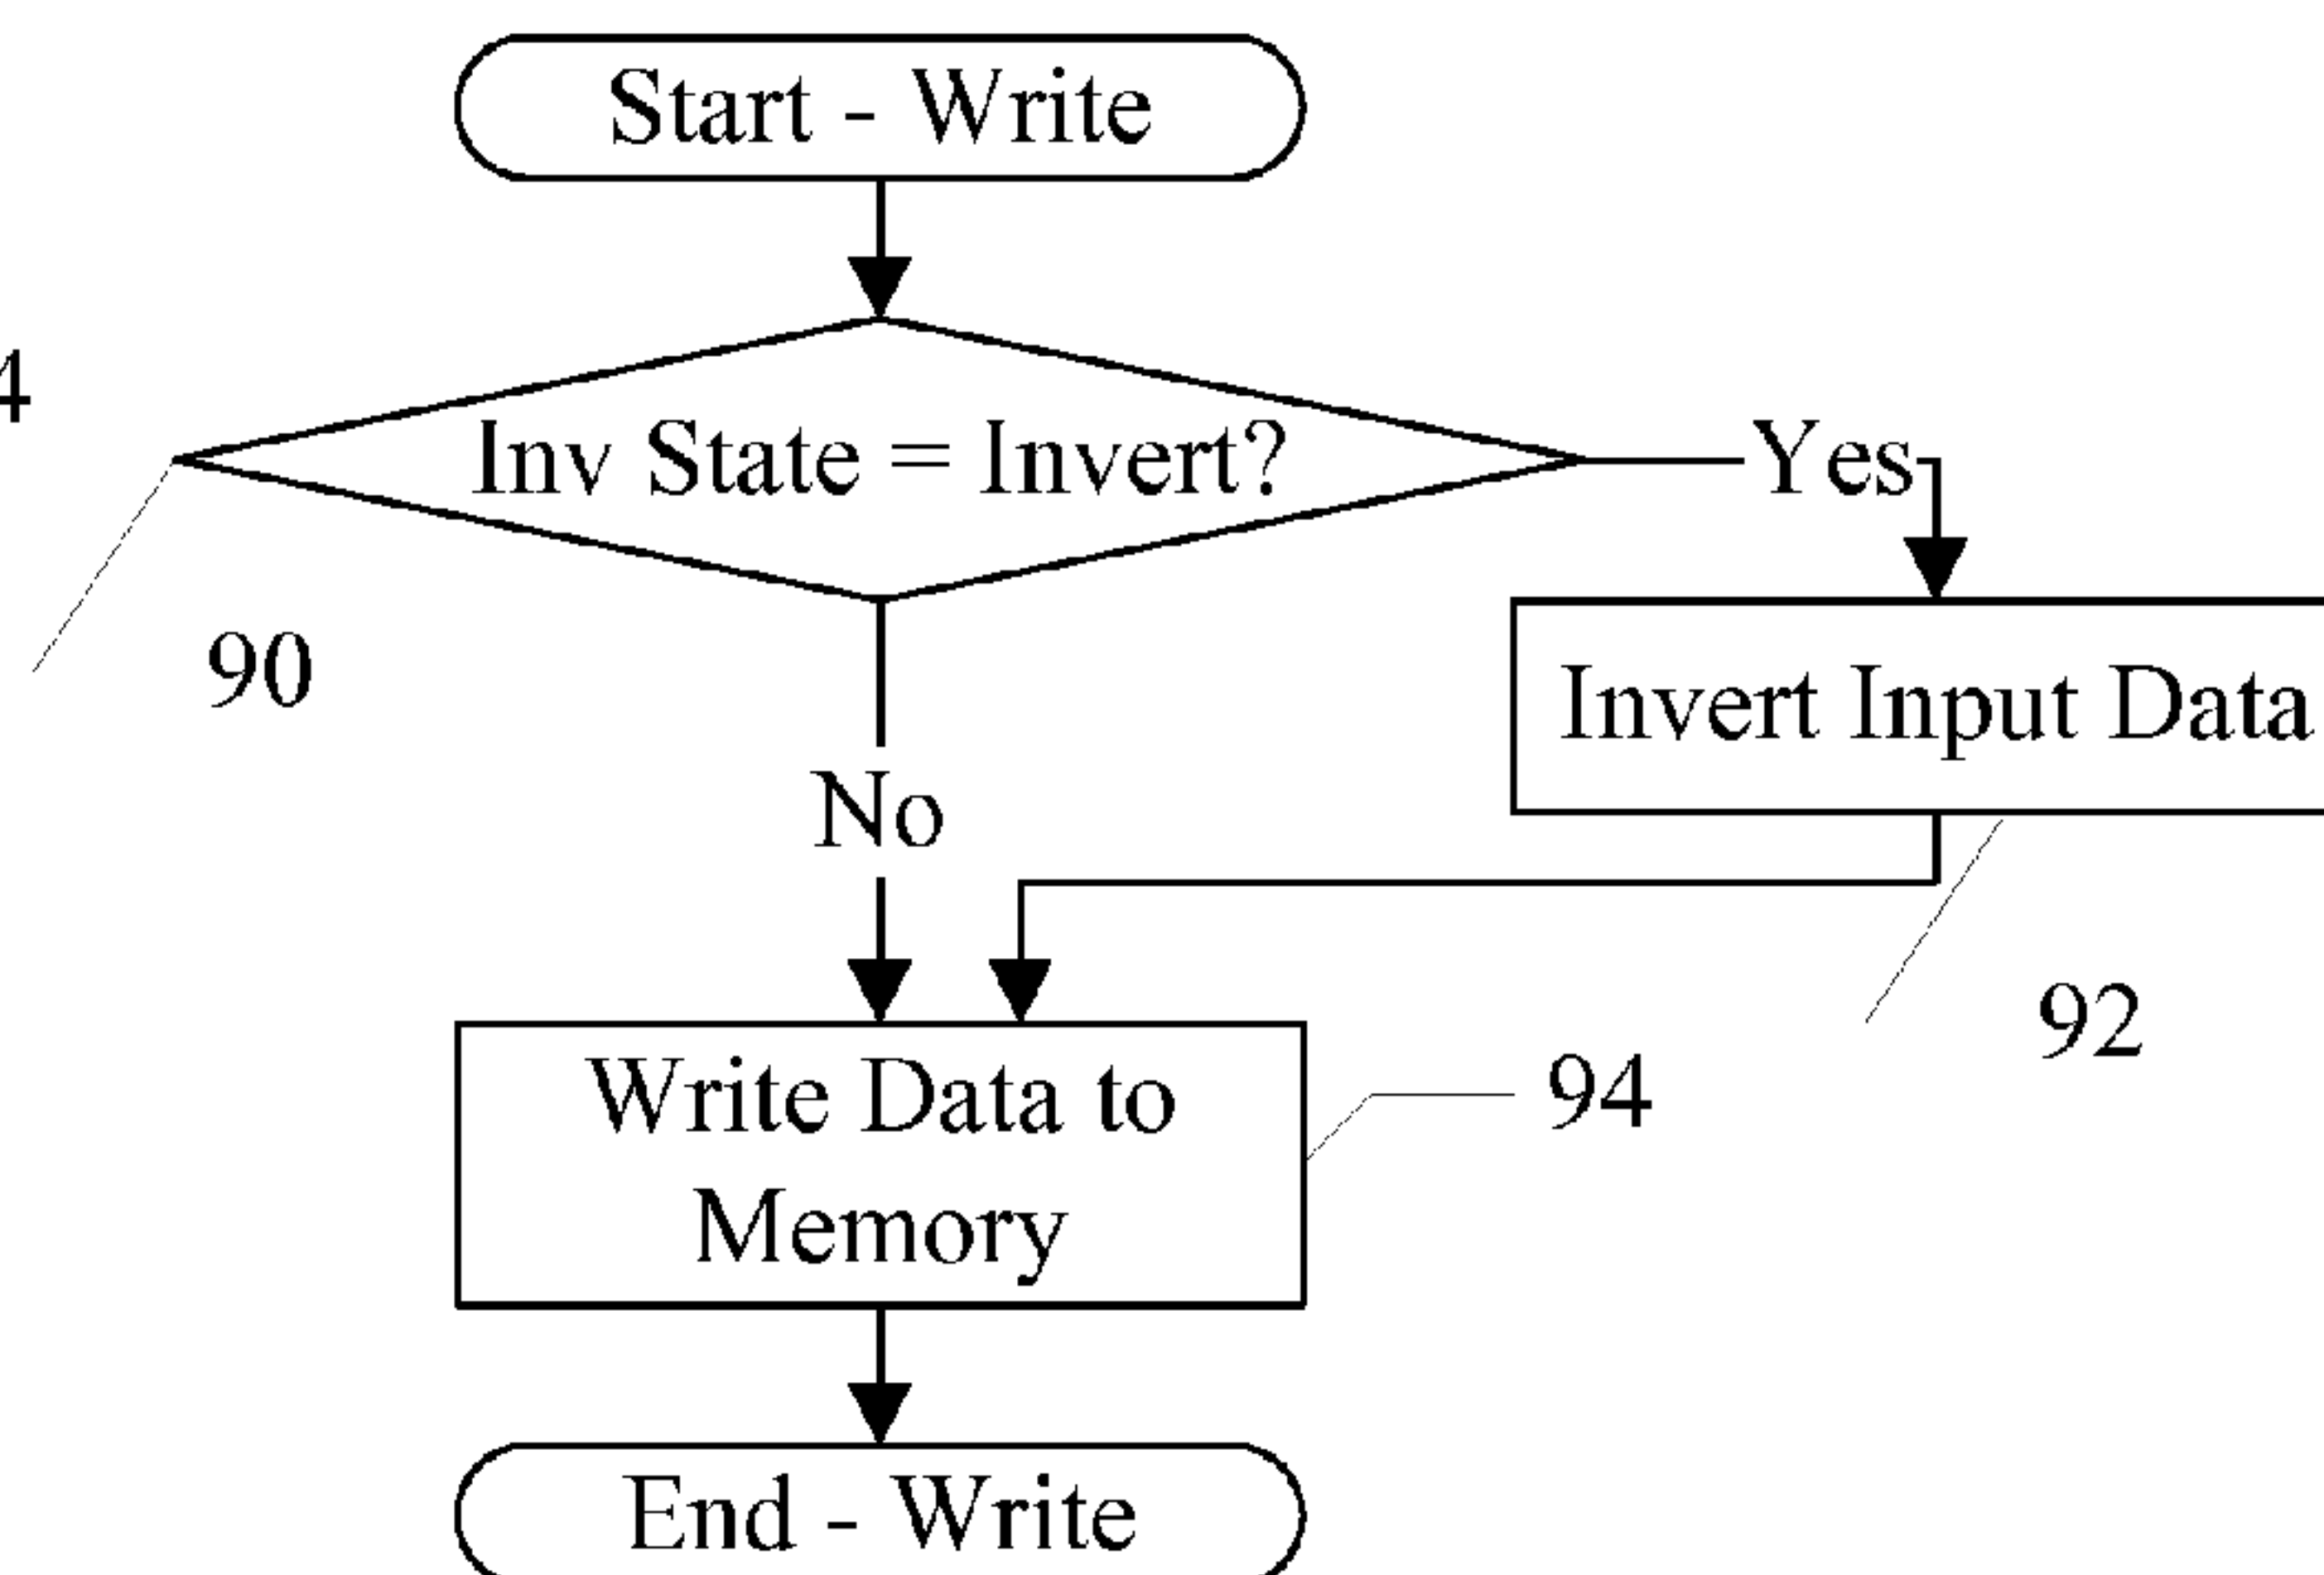 Start - Write
4
Inv State = Invert?
Yes
90
Invert Input Data
No
92
Write Data to
Memory
94
End - Write